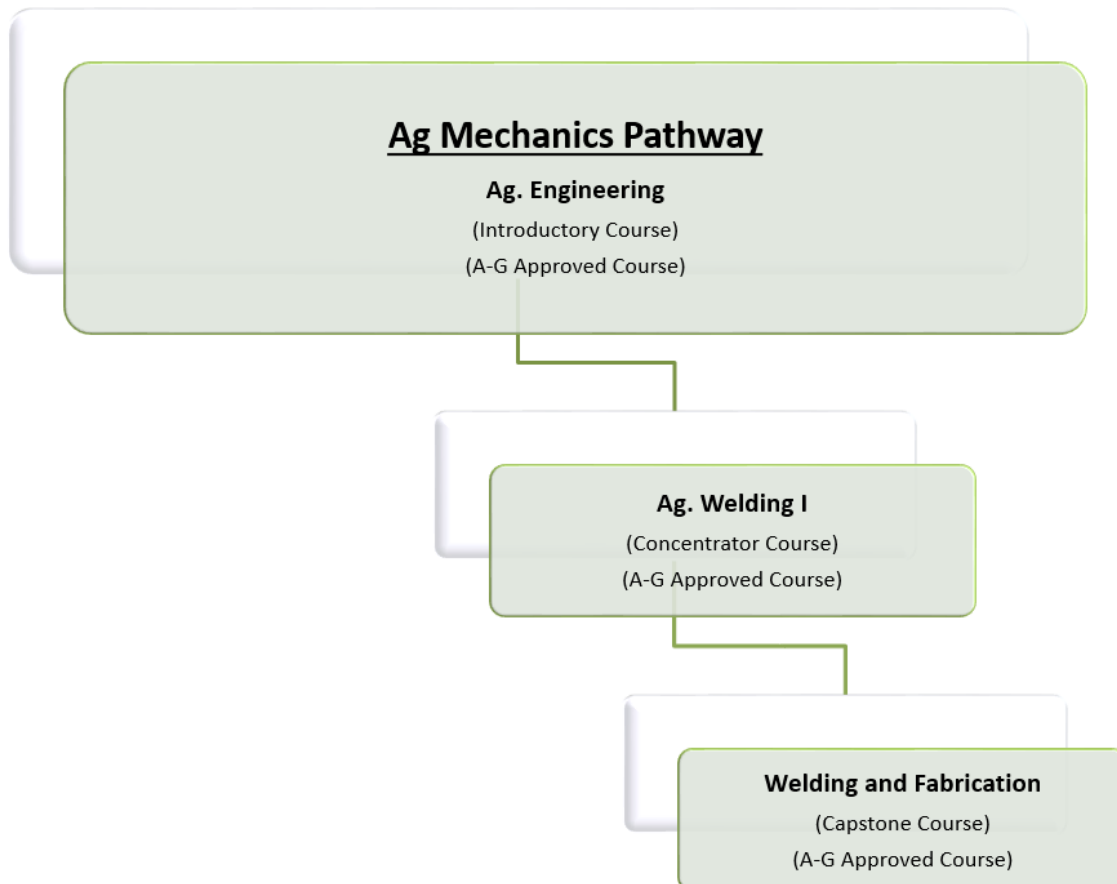 Ag Mechanics Pathway
Ag. Engineering
(Introductory Course)
(A-G Approved Course)
Ag. Welding I
(Concentrator Course)
(A-G Approved Course)
Welding and Fabrication
(Capstone Course)
(A-G Approved Course)